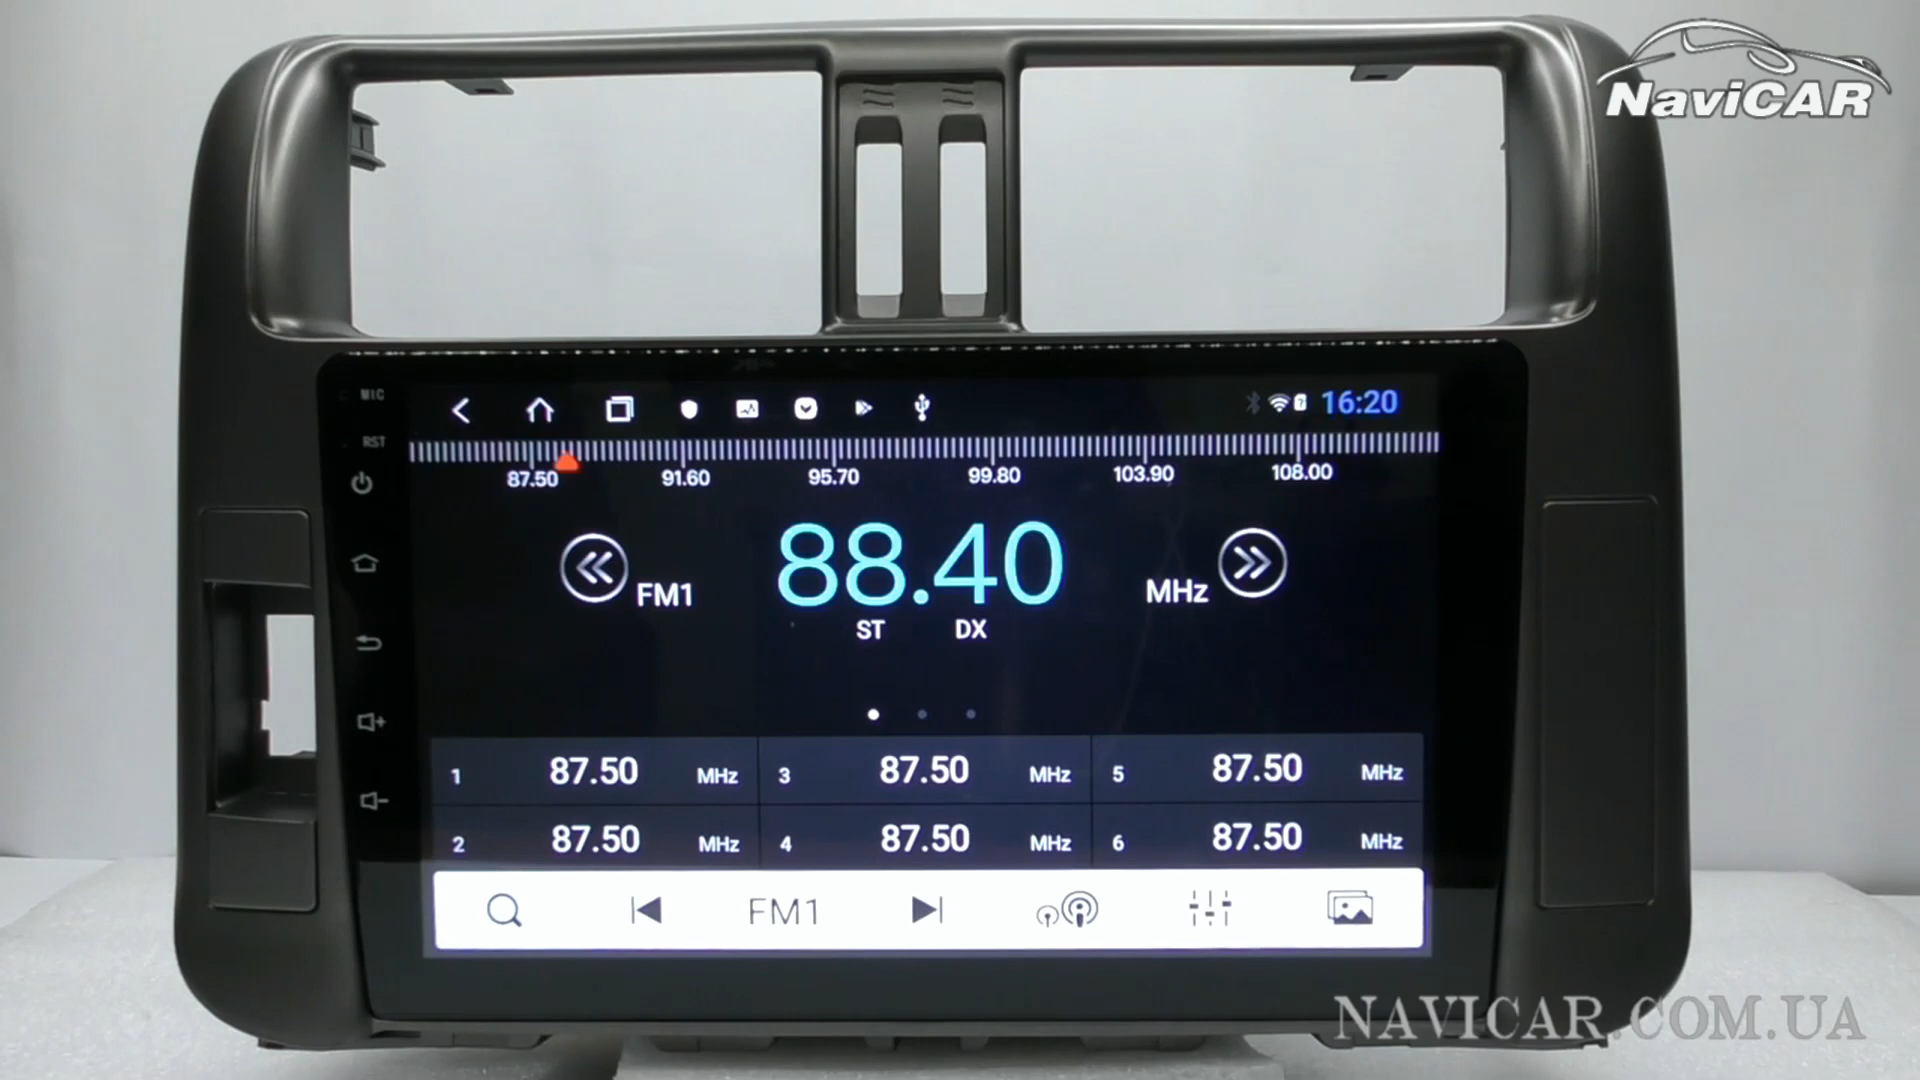 NaviCAR
MIC
16:20
RST
87.50 91.60 95.70 99.80 103.90 108.00
FM1 88.40 MHz
ST DX
1 87.50 MHz 3 87.50 MHz 5 87.50 MHz
2 87.50 MHz 4 87.50 MHz 6 87.50 MHz
FM1
NAVICAR.COM.UA